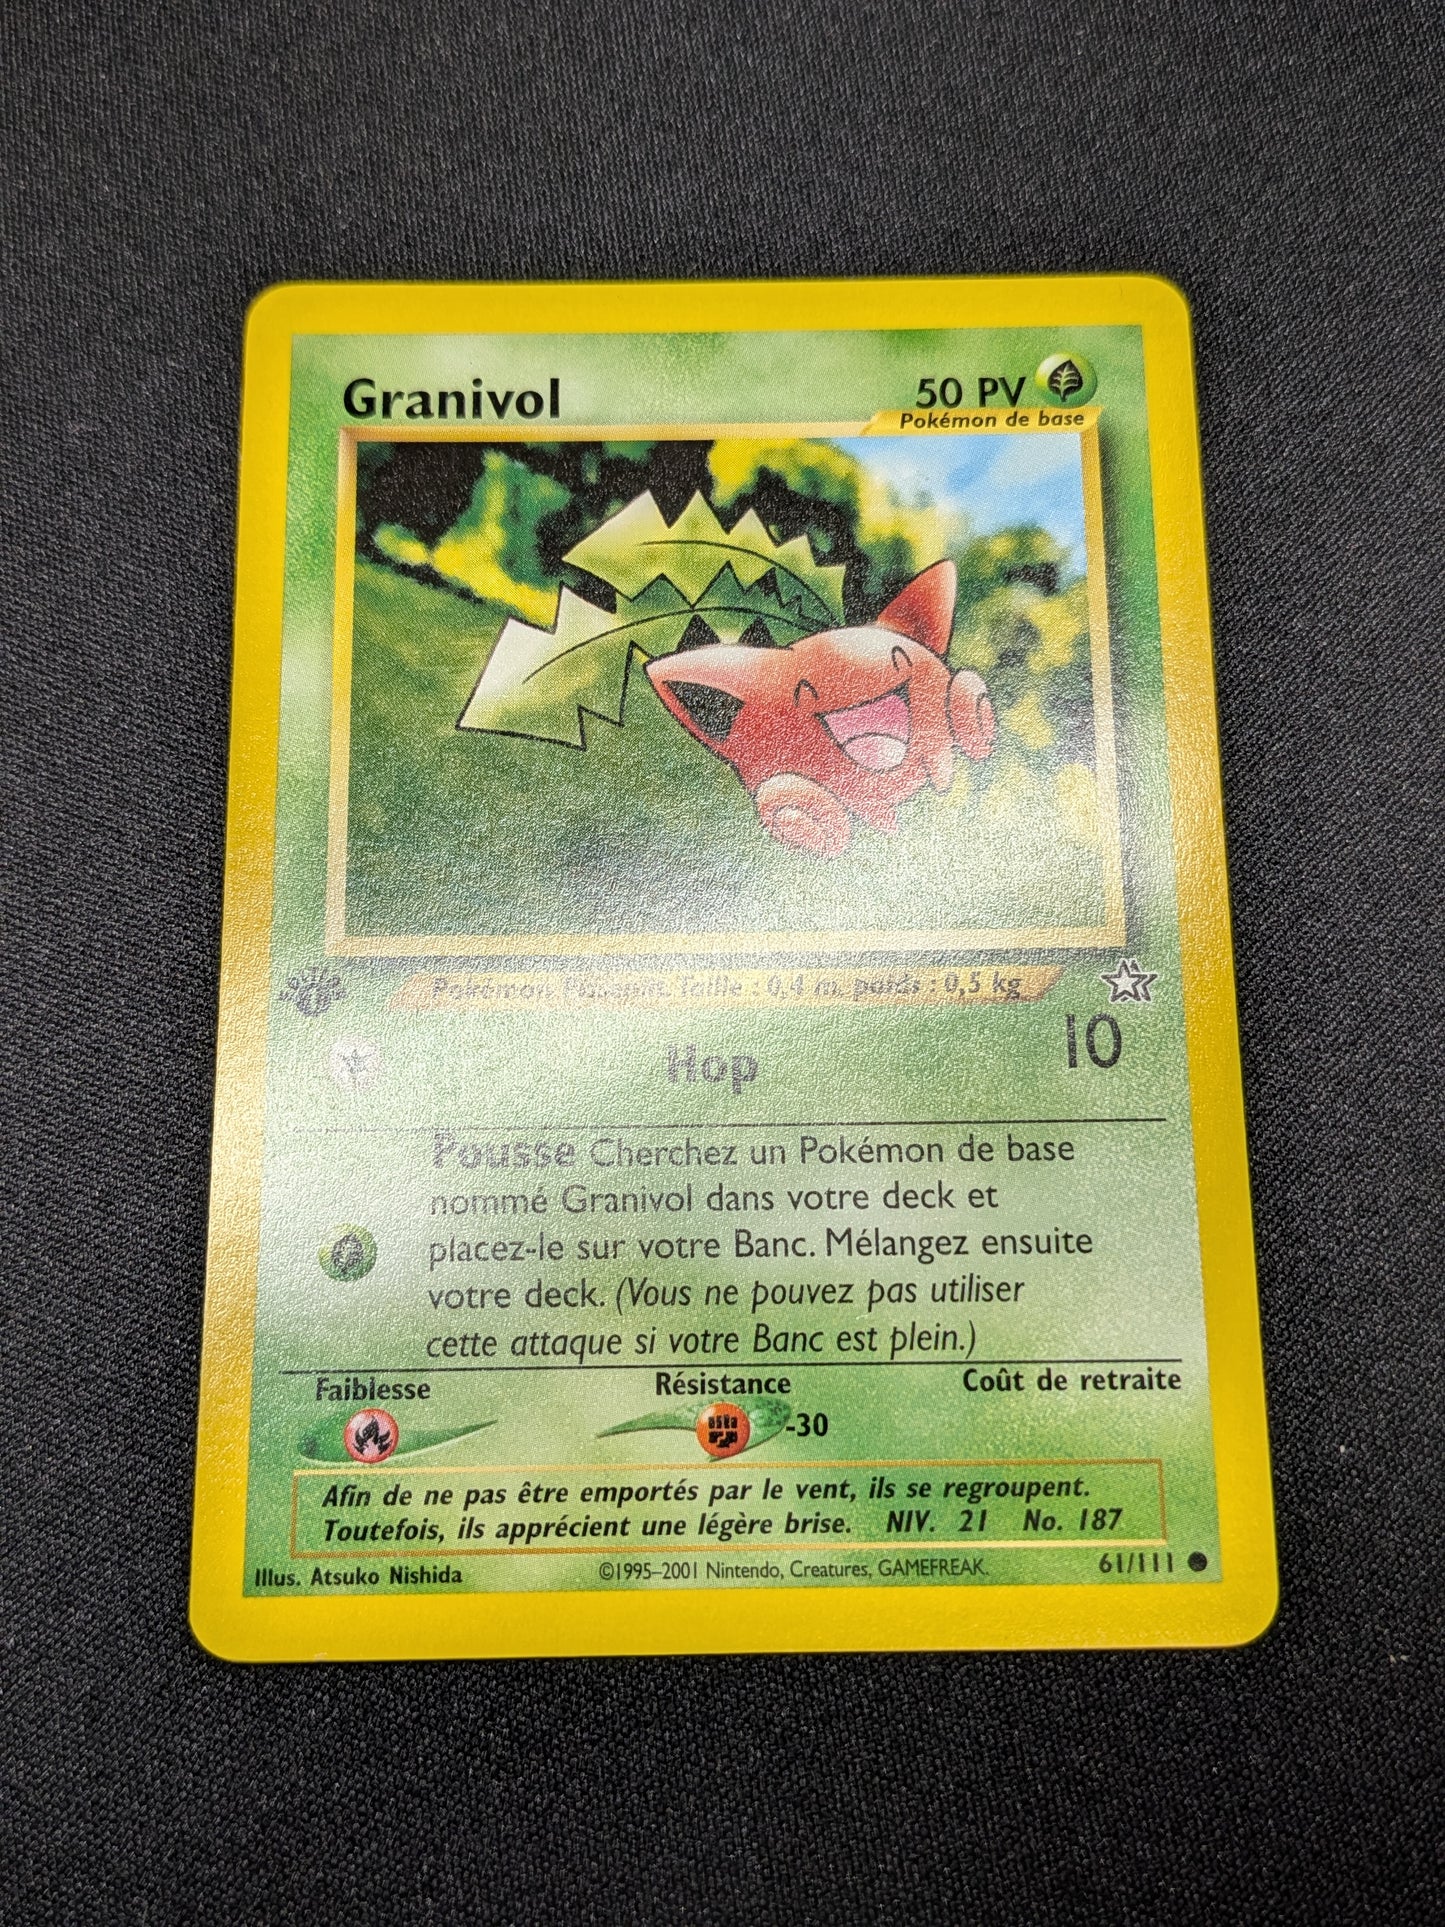 Granivol
50 PV
Pokémon de base
Pokémon Pissenlit. Taille : 0,4 m, poids : 0,5 kg
Hop
10
Pousse Cherchez un Pokémon de base
nommé Granivol dans votre deck et
placez-le sur votre Banc. Mélangez ensuite
votre deck. (Vous ne pouvez pas utiliser
cette attaque si votre Banc est plein.)
Faiblesse
Résistance
Coût de retraite
-30
Afin de ne pas être emportés par le vent, ils se regroupent.
Toutefois, ils apprécient une légère brise. NIV. 21 No. 187
Illus. Atsuko Nishida
©1995–2001 Nintendo, Creatures, GAMEFREAK.
61/111